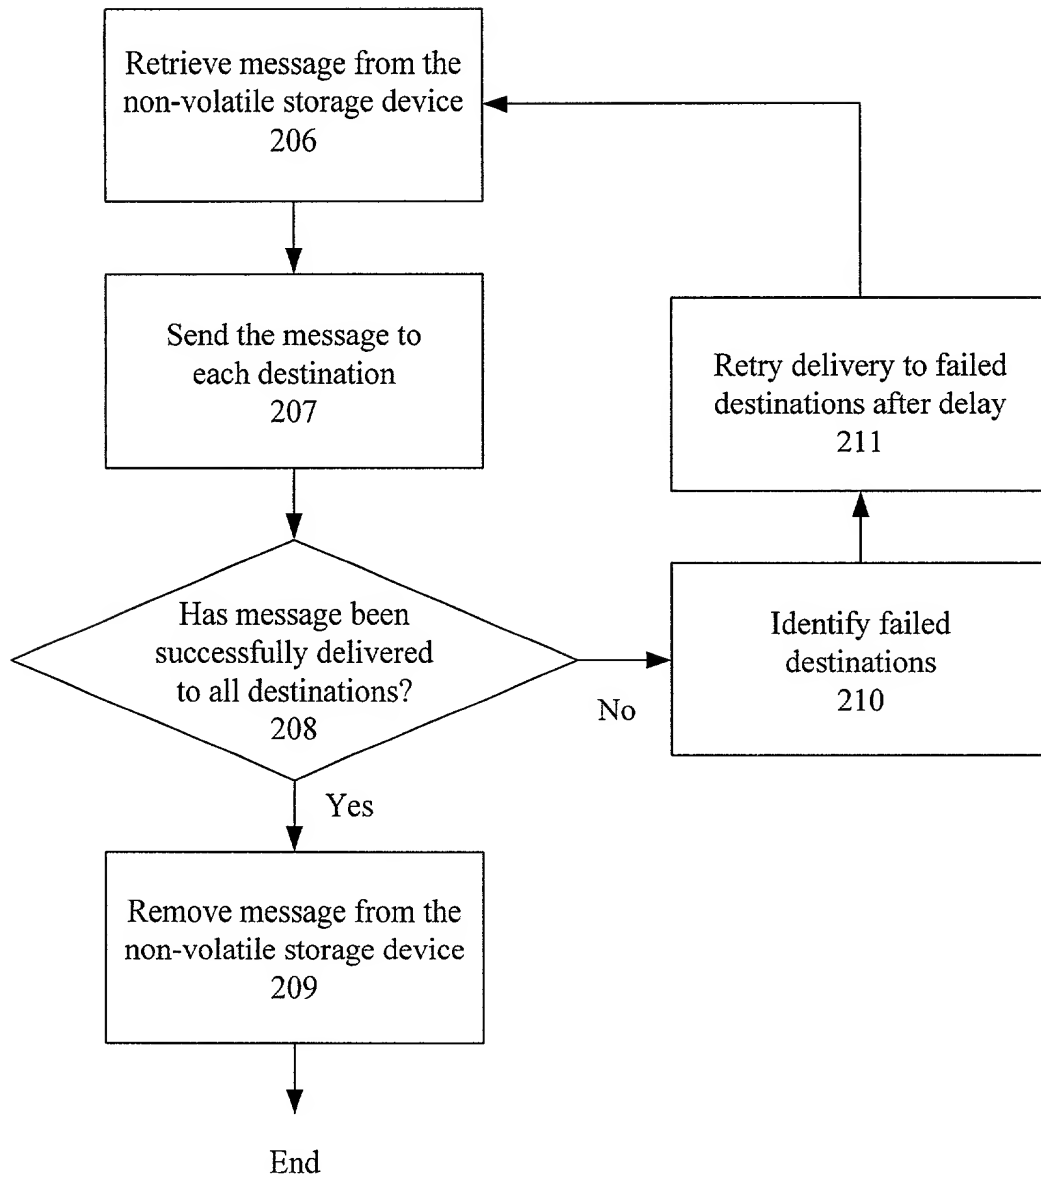 Retrieve message from the
non-volatile storage device
206
Send the message to
each destination
207
Has message been
successfully delivered
to all destinations?
208
No
Yes
Remove message from the
non-volatile storage device
209
End
Identify failed
destinations
210
Retry delivery to failed
destinations after delay
211